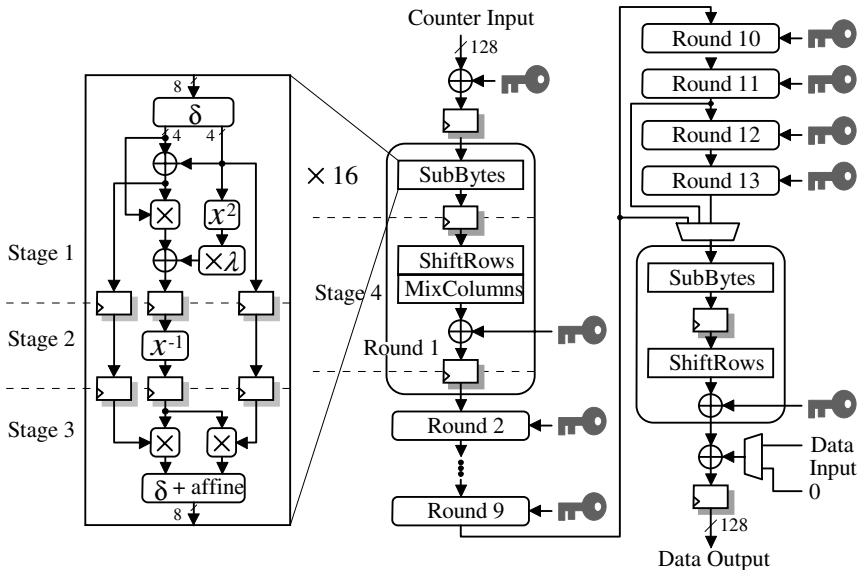 Counter Input
128
8
δ
4
4
× 16
x²
×
×λ
Stage 1
Stage 2
x⁻¹
Stage 3
×
×
δ + affine
8
SubBytes
ShiftRows
MixColumns
Stage 4
Round 1
Round 2
Round 9
Round 10
Round 11
Round 12
Round 13
SubBytes
ShiftRows
Data
Input
0
128
Data Output